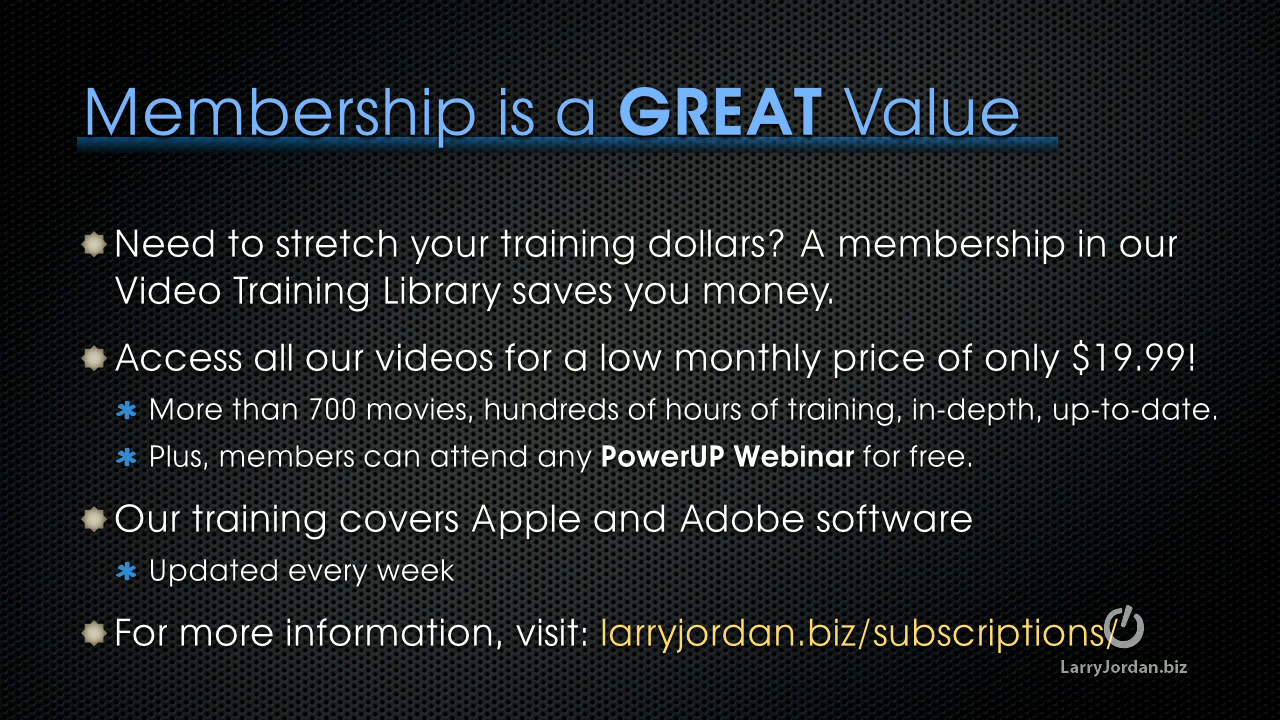 Membership is a GREAT Value
Need to stretch your training dollars? A membership in our
Video Training Library saves you money.
Access all our videos for a low monthly price of only $19.99!
More than 700 movies, hundreds of hours of training, in-depth, up-to-date.
Plus, members can attend any PowerUP Webinar for free.
Our training covers Apple and Adobe software
Updated every week
For more information, visit: larryjordan.biz/subscriptions/
LarryJordan.biz